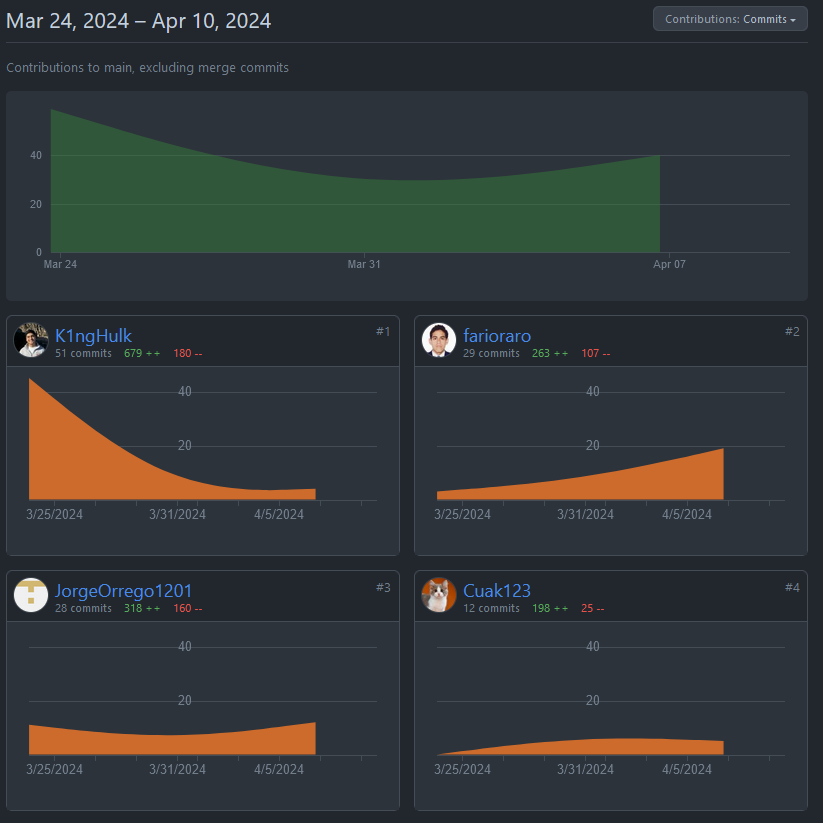 Mar 24, 2024 – Apr 10, 2024
Contributions: Commits
Contributions to main, excluding merge commits
40
20
0
Mar 24 Mar 31 Apr 07
K1ngHulk #1
51 commits 679 ++ 180 --
40
20
3/25/2024 3/31/2024 4/5/2024
farioraro #2
29 commits 263 ++ 107 --
40
20
3/25/2024 3/31/2024 4/5/2024
JorgeOrrego1201 #3
28 commits 318 ++ 160 --
40
20
3/25/2024 3/31/2024 4/5/2024
Cuak123 #4
12 commits 198 ++ 25 --
40
20
3/25/2024 3/31/2024 4/5/2024